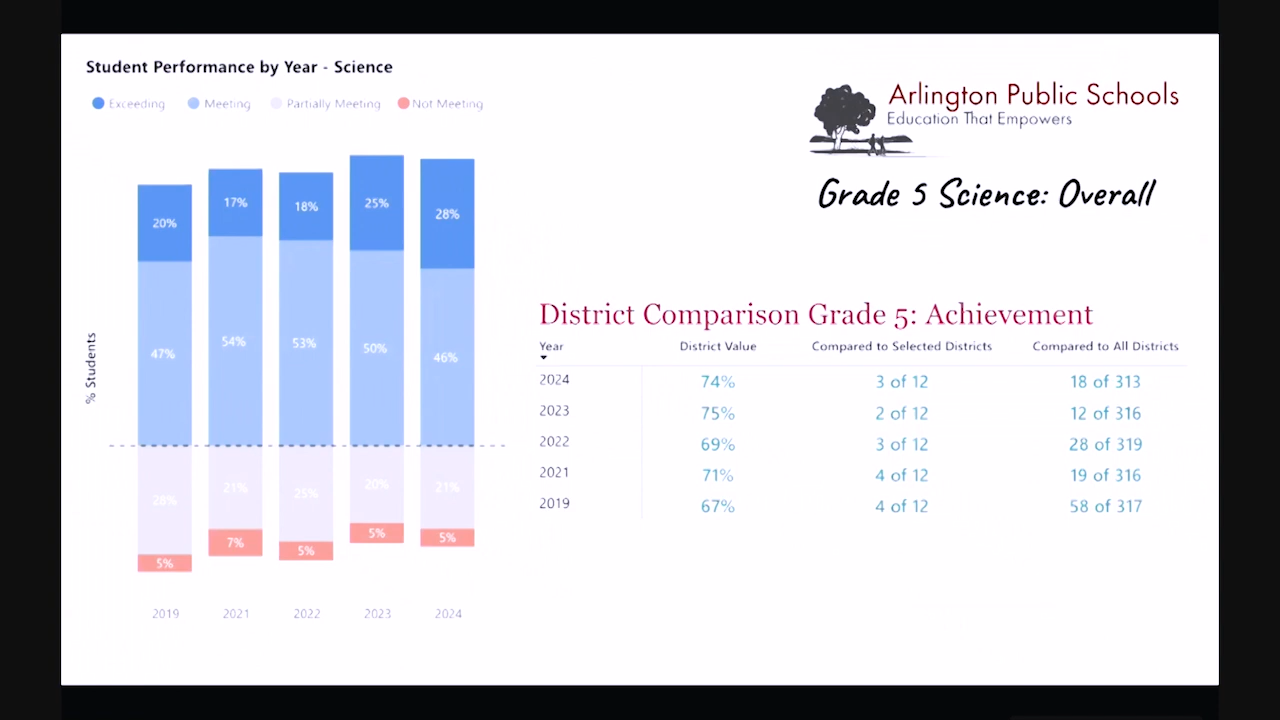 Student Performance by Year - Science
Exceeding Meeting Partially Meeting Not Meeting
Arlington Public Schools
Education That Empowers
Grade 5 Science: Overall
% Students
20% 17% 18% 25% 28%
47% 54% 53% 50% 46%
28% 21% 25% 20% 21%
5% 7% 5% 5% 5%
2019 2021 2022 2023 2024
District Comparison Grade 5: Achievement
Year District Value Compared to Selected Districts Compared to All Districts
2024 74% 3 of 12 18 of 313
2023 75% 2 of 12 12 of 316
2022 69% 3 of 12 28 of 319
2021 71% 4 of 12 19 of 316
2019 67% 4 of 12 58 of 317